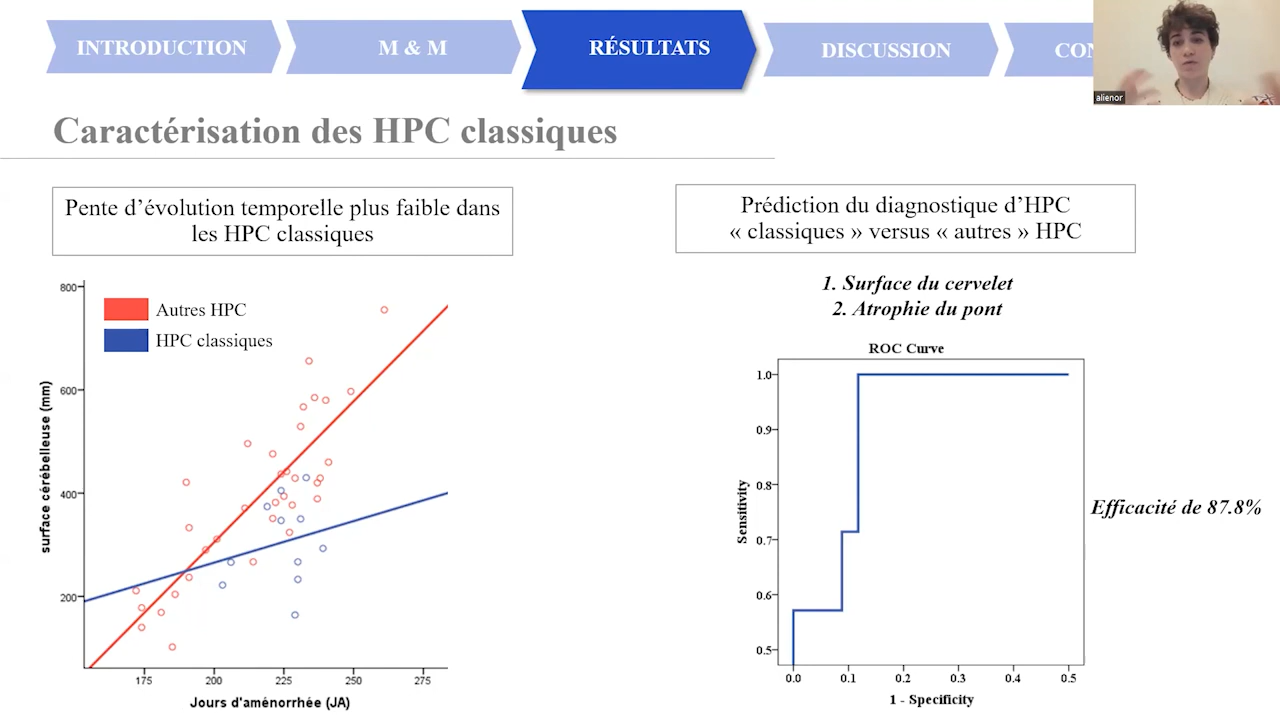 INTRODUCTION
M & M
RÉSULTATS
DISCUSSION
CON
alienor
Caractérisation des HPC classiques
Pente d'évolution temporelle plus faible dans
les HPC classiques
Prédiction du diagnostique d'HPC
« classiques » versus « autres » HPC
1. Surface du cervelet
2. Atrophie du pont
Autres HPC
HPC classiques
surface cérébelleuse (mm)
800
600
400
200
175
200
225
250
275
Jours d'aménorrhée (JA)
ROC Curve
Sensitivity
1.0
0.9
0.8
0.7
0.6
0.5
0.0
0.1
0.2
0.3
0.4
0.5
1 - Specificity
Efficacité de 87.8%